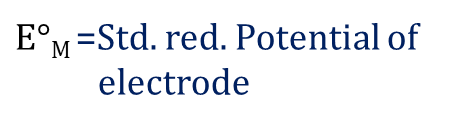 E°M =Std. red. Potential of
electrode